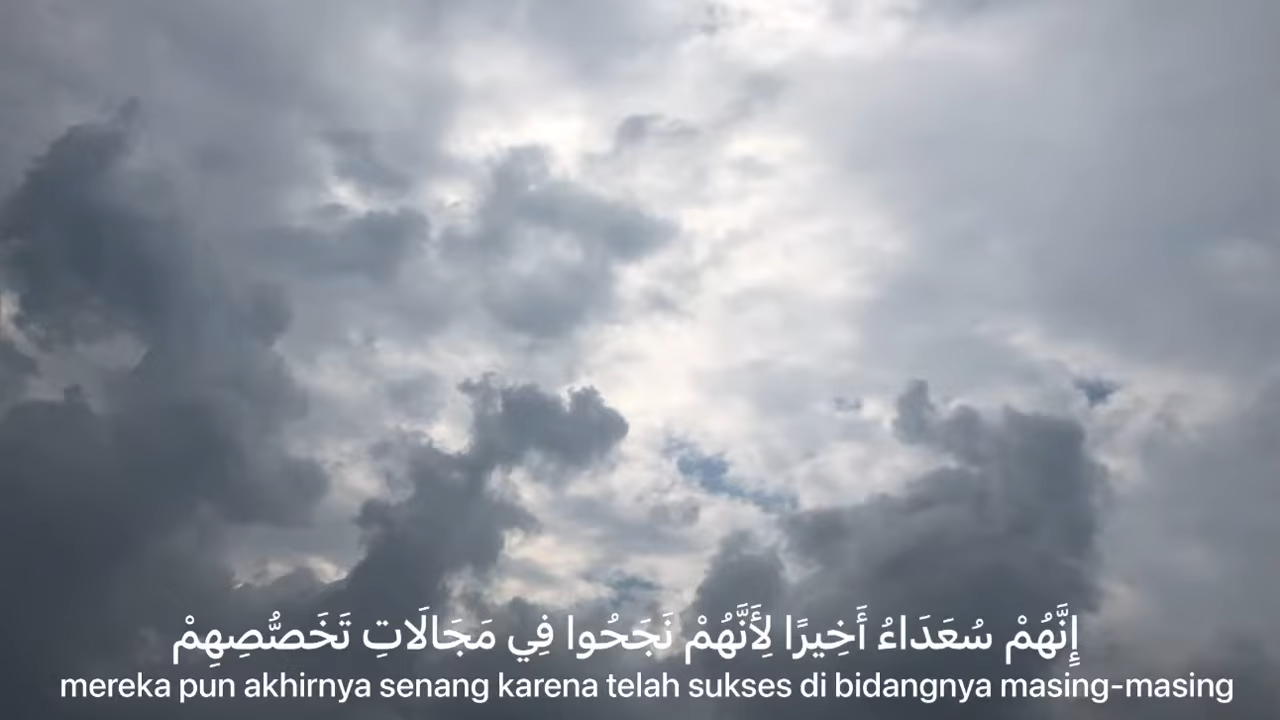 إِنَّهُمْ سُعَدَاءُ أَخِيرًا لِأَنَّهُمْ نَجَحُوا فِي مَجَالَاتِ تَخَصُّصِهِمْ
mereka pun akhirnya senang karena telah sukses di bidangnya masing-masing